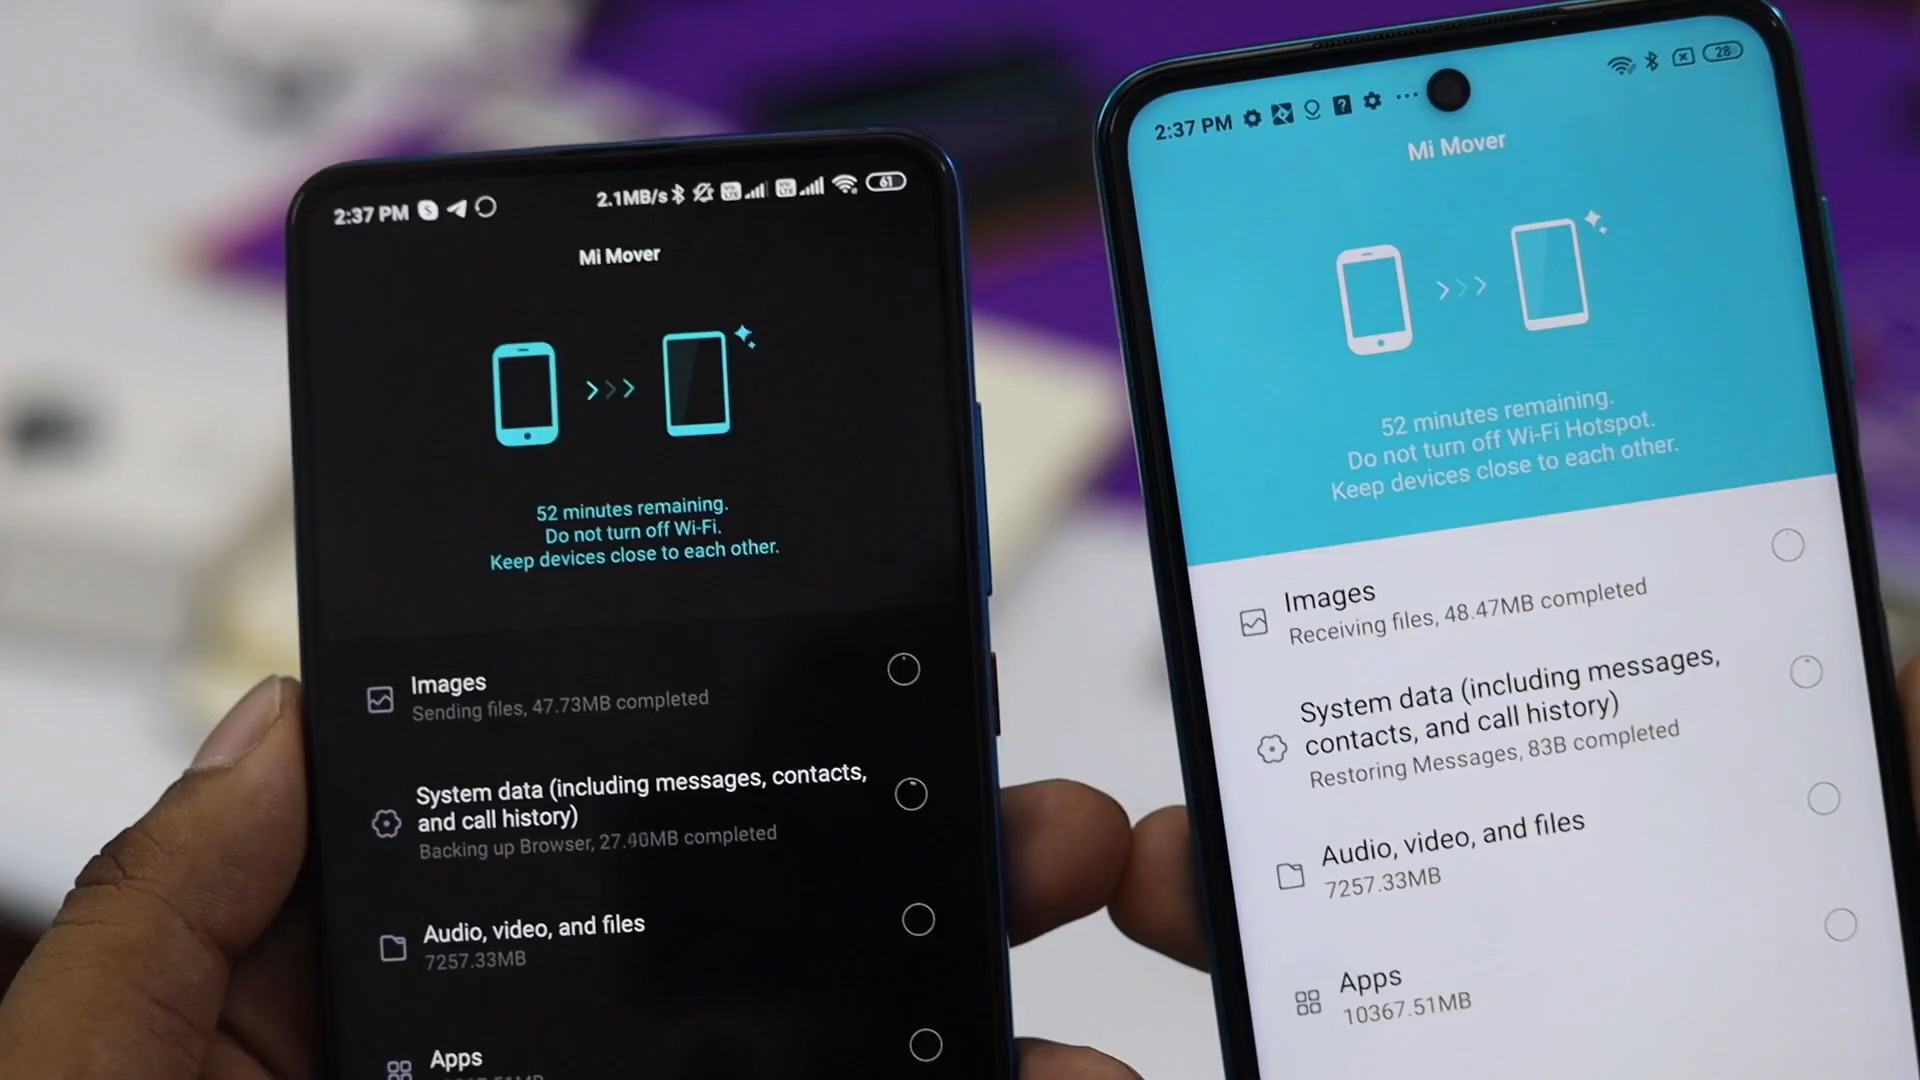 2:37 PM
2.1MB/s
61
Mi Mover
52 minutes remaining.
Do not turn off Wi-Fi.
Keep devices close to each other.
Images
Sending files, 47.73MB completed
System data (including messages, contacts,
and call history)
Backing up Browser, 27.40MB completed
Audio, video, and files
7257.33MB
Apps
2:37 PM
28
Mi Mover
52 minutes remaining.
Do not turn off Wi-Fi Hotspot.
Keep devices close to each other.
Images
Receiving files, 48.47MB completed
System data (including messages,
contacts, and call history)
Restoring Messages, 83B completed
Audio, video, and files
7257.33MB
Apps
10367.51MB